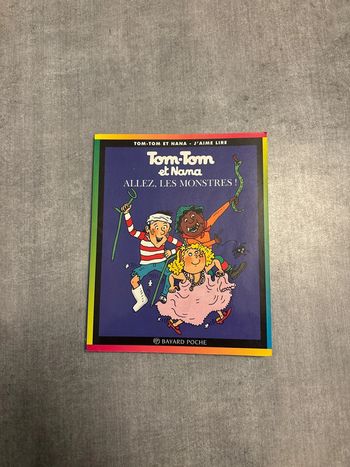 TOM-TOM ET NANA - J'AIME LIRE
Tom-Tom
et Nana
ALLEZ, LES MONSTRES !
BAYARD POCHE